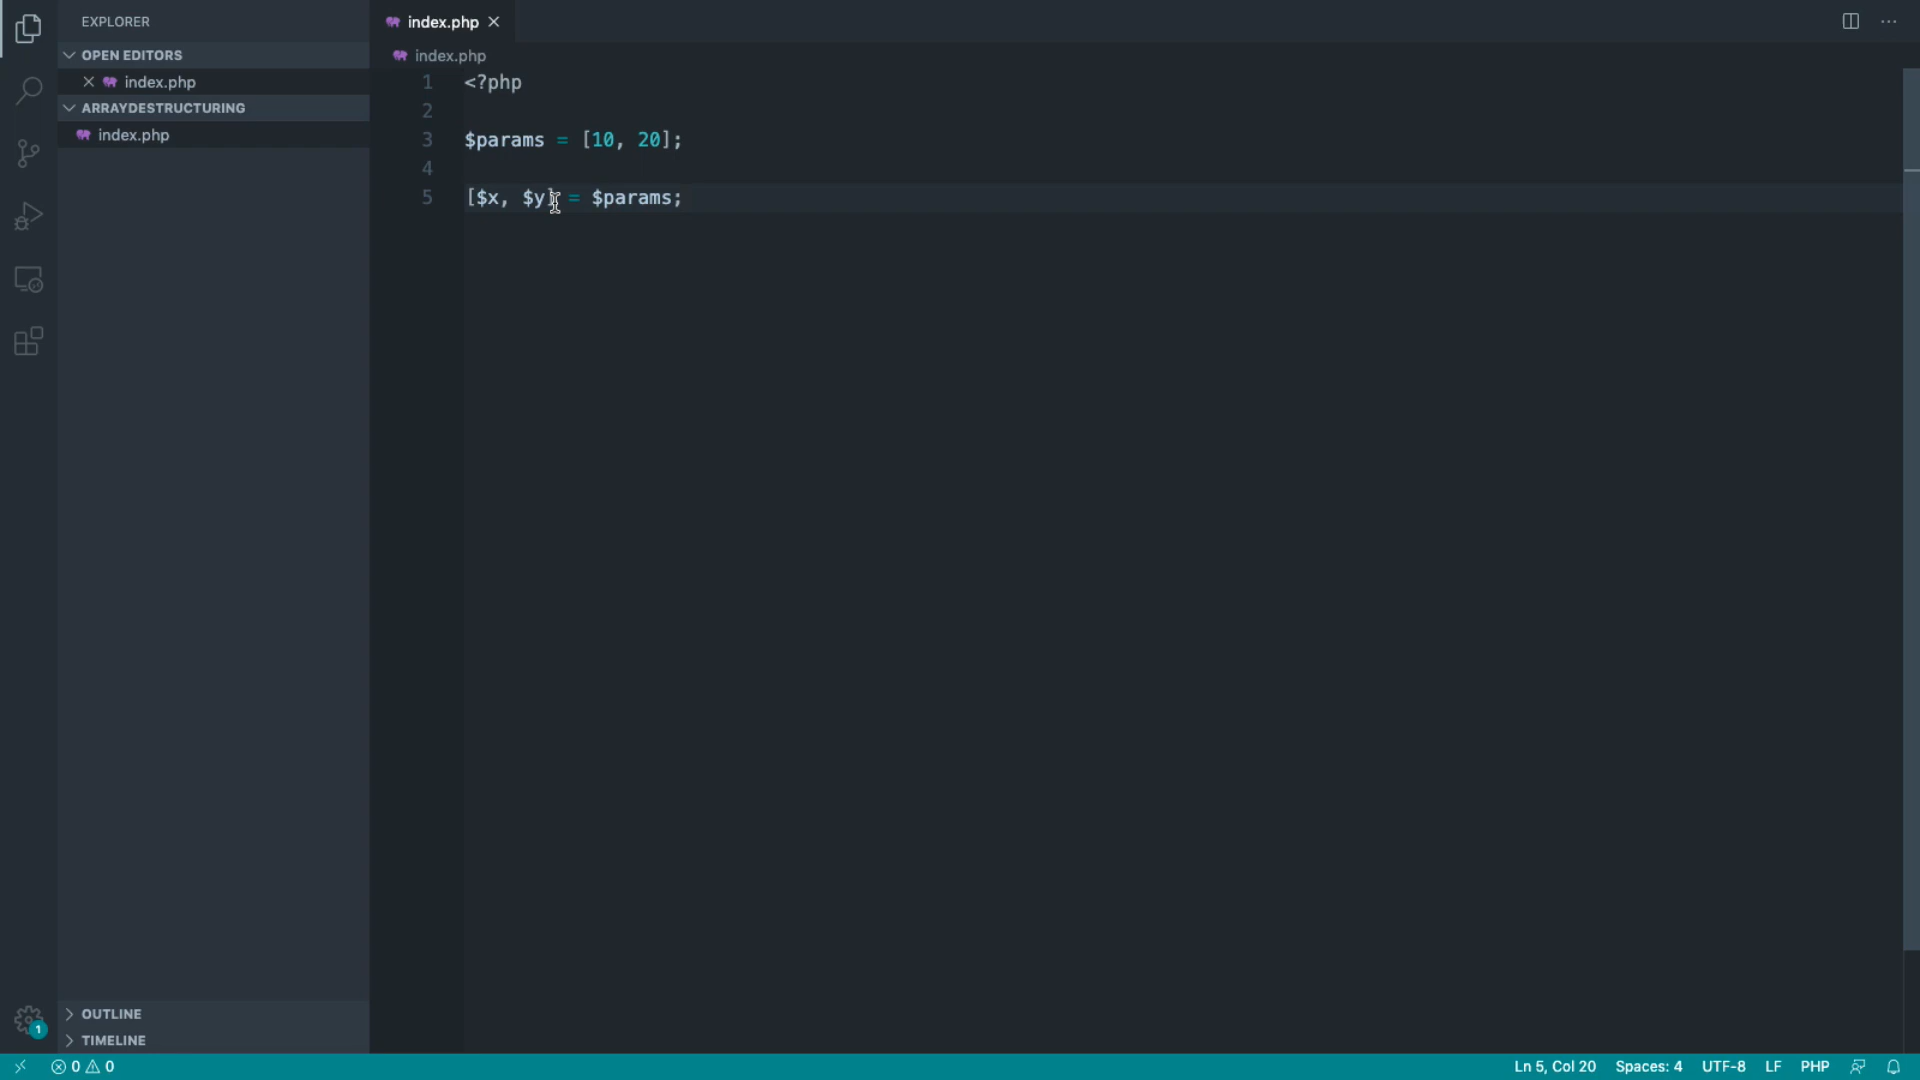 EXPLORER
OPEN EDITORS
index.php
ARRAYDESTRUCTURING
index.php
OUTLINE
TIMELINE
index.php
index.php
1 <?php
2
3 $params = [10, 20];
4
5 [$x, $y] = $params;
1
0 0
Ln 5, Col 20 Spaces: 4 UTF-8 LF PHP